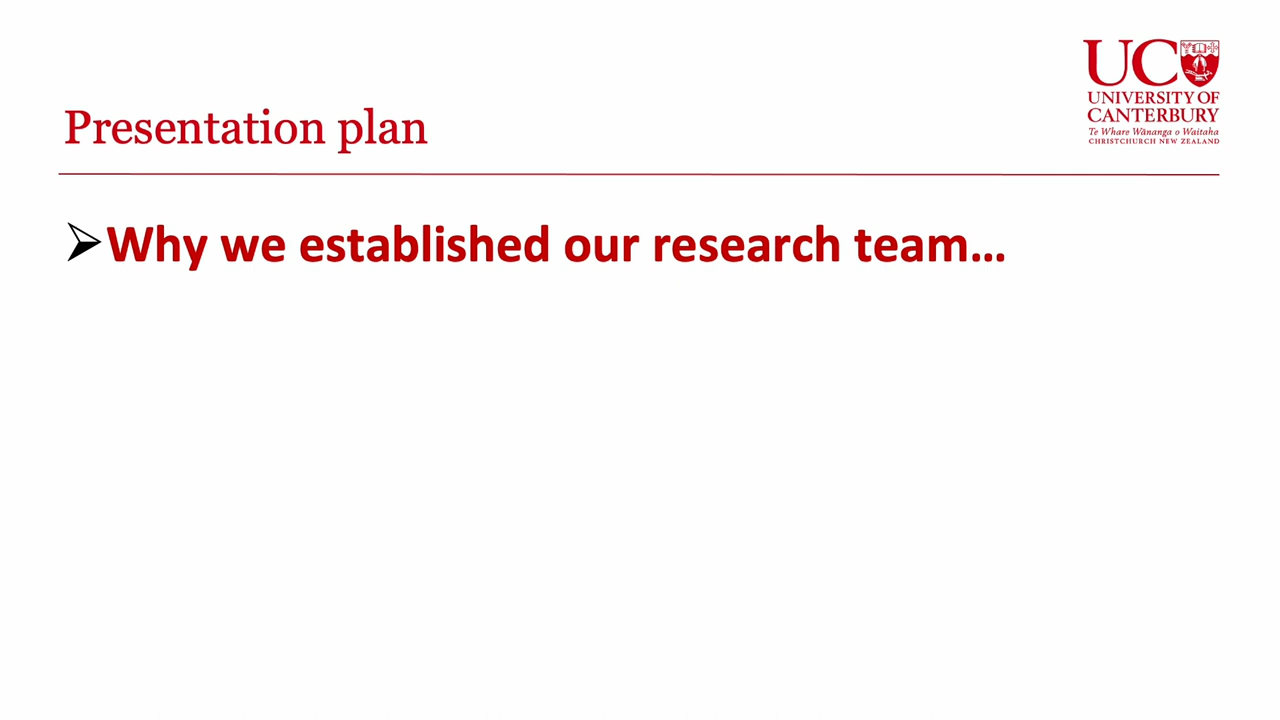 UC
UNIVERSITY OF
CANTERBURY
Te Whare Wānanga o Waitaha
CHRISTCHURCH NEW ZEALAND
Presentation plan
Why we established our research team…